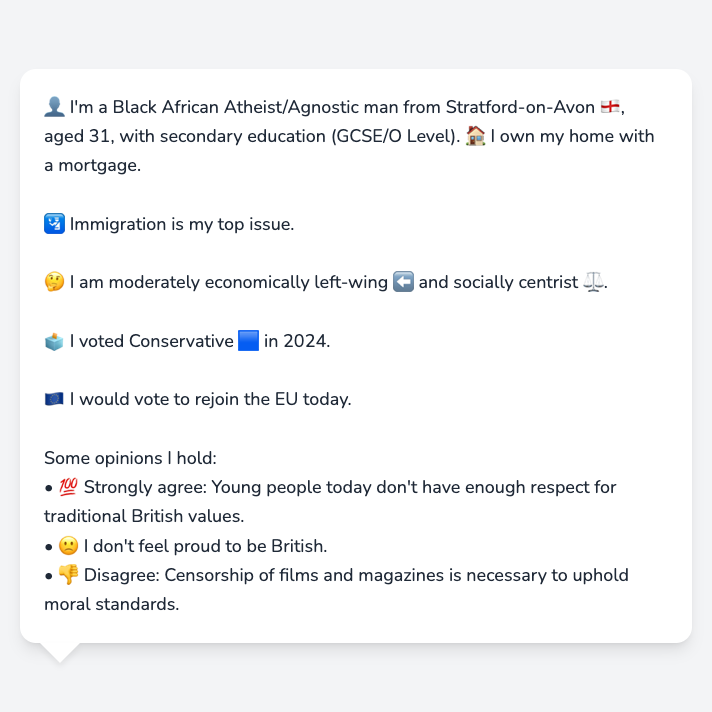 👤 I'm a Black African Atheist/Agnostic man from Stratford-on-Avon 🏴󠁧󠁢󠁥󠁮󠁧󠁿,
aged 31, with secondary education (GCSE/O Level). 🏠 I own my home with
a mortgage.
🛂 Immigration is my top issue.
🤔 I am moderately economically left-wing ⬅️ and socially centrist ⚖️.
🗳️ I voted Conservative 🟦 in 2024.
🇪🇺 I would vote to rejoin the EU today.
Some opinions I hold:
• 💯 Strongly agree: Young people today don't have enough respect for
traditional British values.
• 🙁 I don't feel proud to be British.
• 👎 Disagree: Censorship of films and magazines is necessary to uphold
moral standards.